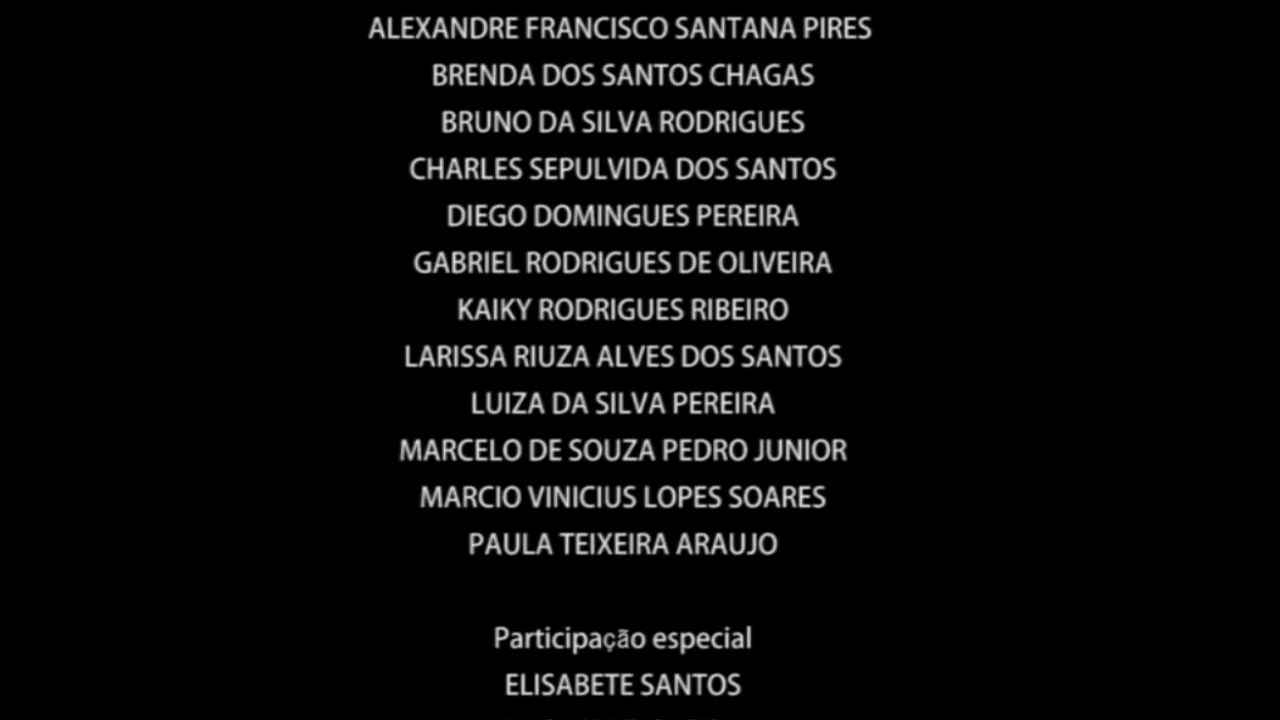 ALEXANDRE FRANCISCO SANTANA PIRES
BRENDA DOS SANTOS CHAGAS
BRUNO DA SILVA RODRIGUES
CHARLES SEPULVIDA DOS SANTOS
DIEGO DOMINGUES PEREIRA
GABRIEL RODRIGUES DE OLIVEIRA
KAIKY RODRIGUES RIBEIRO
LARISSA RIUZA ALVES DOS SANTOS
LUIZA DA SILVA PEREIRA
MARCELO DE SOUZA PEDRO JUNIOR
MARCIO VINICIUS LOPES SOARES
PAULA TEIXEIRA ARAUJO
Participação especial
ELISABETE SANTOS